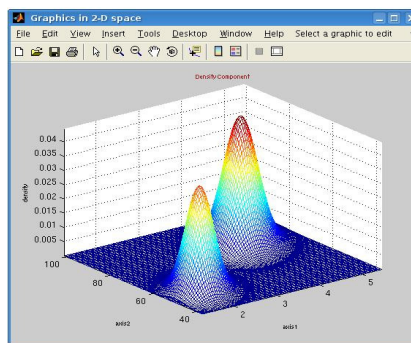 Graphics in 2-D space
File Edit View Insert Tools Desktop Window Help Select a graphic to edit
Density Component
0.04
0.035
0.03
0.025
0.02
0.015
0.01
0.005
density
100
80
60
40
axis2
2
3
4
5
axis1